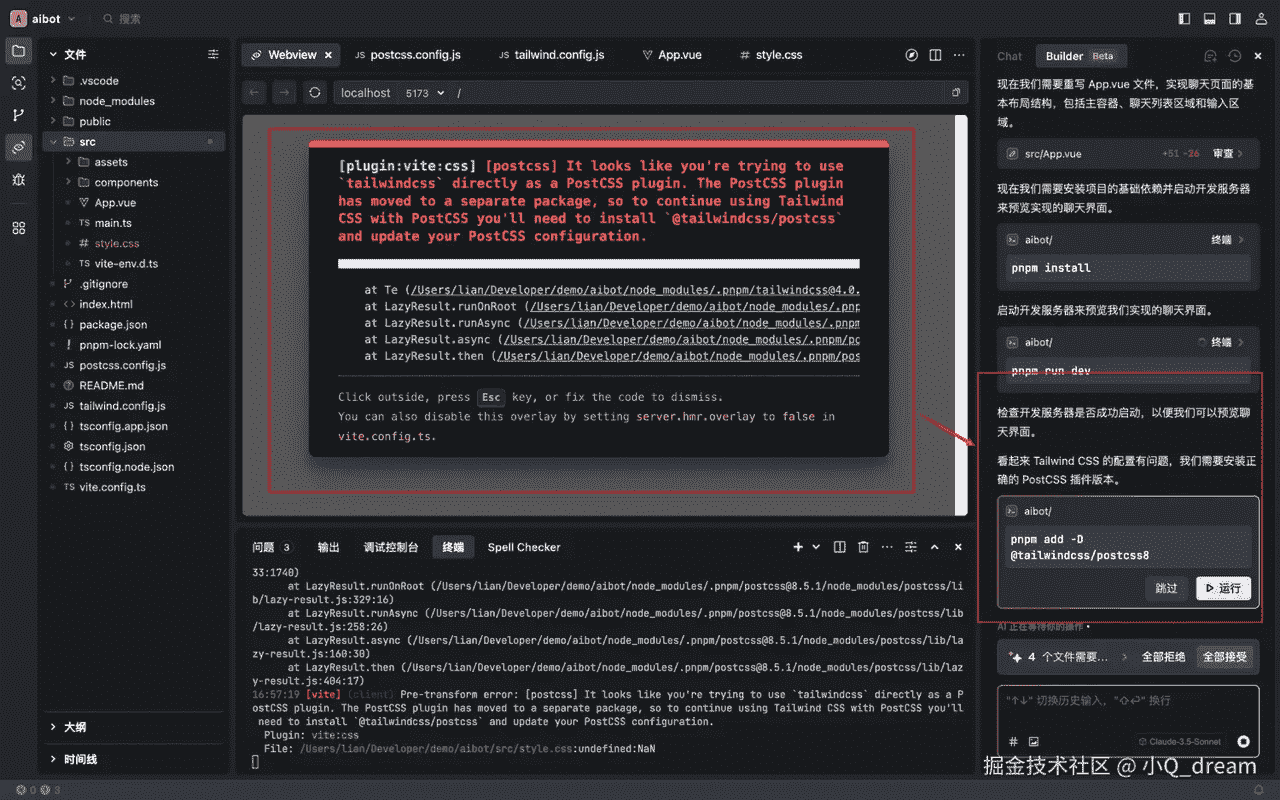 aibot
搜索
文件
.vscode
node_modules
public
src
assets
components
App.vue
TS main.ts
# style.css
TS vite-env.d.ts
.gitignore
<> index.html
{} package.json
! pnpm-lock.yaml
JS postcss.config.js
README.md
JS tailwind.config.js
{} tsconfig.app.json
tsconfig.json
{} tsconfig.node.json
TS vite.config.ts
大纲
时间线
0 3
Webview × JS postcss.config.js JS tailwind.config.js App.vue # style.css
localhost 5173 /
[plugin:vite:css] [postcss] It looks like you're trying to use
`tailwindcss` directly as a PostCSS plugin. The PostCSS plugin
has moved to a separate package, so to continue using Tailwind
CSS with PostCSS you'll need to install `@tailwindcss/postcss`
and update your PostCSS configuration.
at Te (/Users/lian/Developer/demo/aibot/node_modules/.pnpm/tailwindcss@4.0.
at LazyResult.runOnRoot (/Users/lian/Developer/demo/aibot/node_modules/.pnp
at LazyResult.runAsync (/Users/lian/Developer/demo/aibot/node_modules/.pnpm
at LazyResult.async (/Users/lian/Developer/demo/aibot/node_modules/.pnpm/po
at LazyResult.then (/Users/lian/Developer/demo/aibot/node_modules/.pnpm/pos
Click outside, press Esc key, or fix the code to dismiss.
You can also disable this overlay by setting server.hmr.overlay to false in
vite.config.ts.
问题 3 输出 调试控制台 终端 Spell Checker
33:1740)
at LazyResult.runOnRoot (/Users/lian/Developer/demo/aibot/node_modules/.pnpm/postcss@8.5.1/node_modules/postcss/li
b/lazy-result.js:329:16)
at LazyResult.runAsync (/Users/lian/Developer/demo/aibot/node_modules/.pnpm/postcss@8.5.1/node_modules/postcss/lib
/lazy-result.js:258:26)
at LazyResult.async (/Users/lian/Developer/demo/aibot/node_modules/.pnpm/postcss@8.5.1/node_modules/postcss/lib/la
zy-result.js:160:30)
at LazyResult.then (/Users/lian/Developer/demo/aibot/node_modules/.pnpm/postcss@8.5.1/node_modules/postcss/lib/laz
y-result.js:404:17)
16:57:19 [vite] (client) Pre-transform error: [postcss] It looks like you're trying to use `tailwindcss` directly as a P
ostCSS plugin. The PostCSS plugin has moved to a separate package, so to continue using Tailwind CSS with PostCSS you'll
need to install `@tailwindcss/postcss` and update your PostCSS configuration.
Plugin: vite:css
File: /Users/lian/Developer/demo/aibot/src/style.css:undefined:NaN
Chat Builder Beta
现在我们需要重写 App.vue 文件，实现聊天页面的基
本布局结构，包括主容器、聊天列表区域和输入区
域。
src/App.vue +51 -26 审查
现在我们需要安装项目的基础依赖并启动开发服务器
来预览实现的聊天界面。
aibot/ 终端
pnpm install
启动开发服务器来预览我们实现的聊天界面。
aibot/ 终端
pnpm run dev
检查开发服务器是否成功启动，以便我们可以预览聊
天界面。
看起来 Tailwind CSS 的配置有问题，我们需要安装正
确的 PostCSS 插件版本。
aibot/
pnpm add -D
@tailwindcss/postcss8
跳过 运行
AI 正在等待你的操作
4 个文件需要... 全部拒绝 全部接受
"↑↓" 切换历史输入，"⇧⏎" 换行
# Claude-3.5-Sonnet
掘金技术社区 @ 小Q_dream